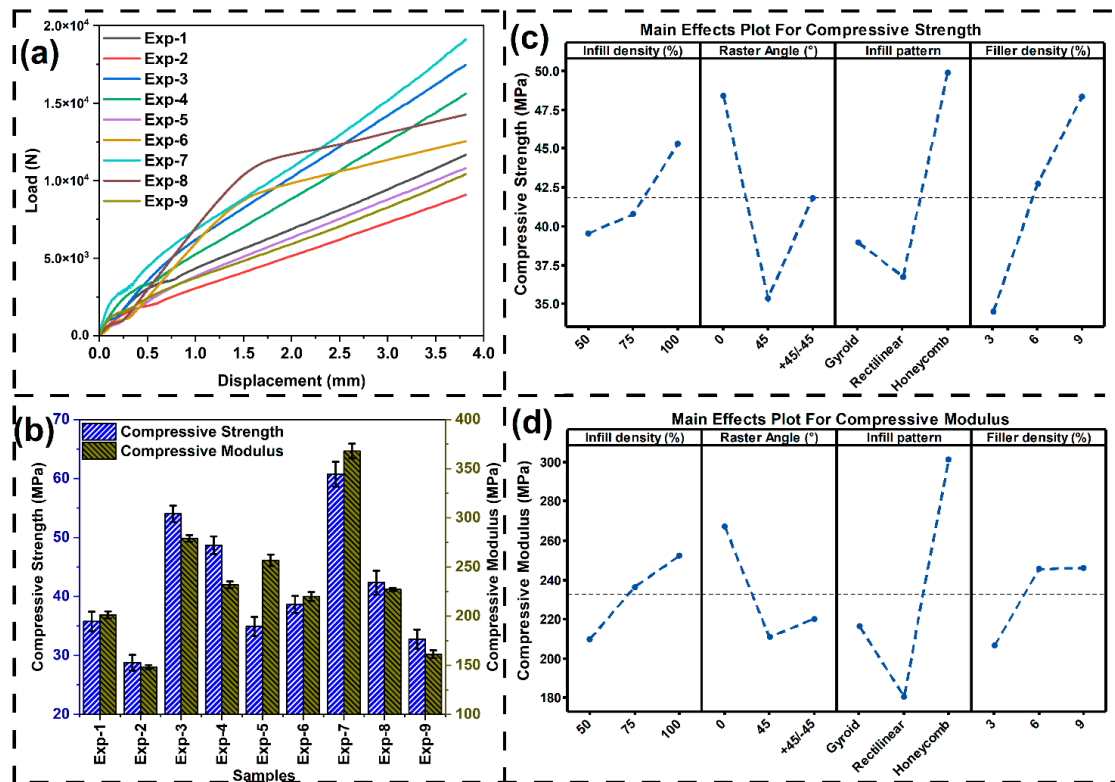 (a)
Exp-1
Exp-2
Exp-3
Exp-4
Exp-5
Exp-6
Exp-7
Exp-8
Exp-9
Load (N)
2.0×10⁴
1.5×10⁴
1.0×10⁴
5.0×10³
0.0
0.0 0.5 1.0 1.5 2.0 2.5 3.0 3.5 4.0
Displacement (mm)
(c)
Main Effects Plot For Compressive Strength
Infill density (%) Raster Angle (°) Infill pattern Filler density (%)
Compressive Strength (MPa)
50.0
47.5
45.0
42.5
40.0
37.5
35.0
50 75 100 0 45 +45/-45 Gyroid Rectilinear Honeycomb 3 6 9
(b)
Compressive Strength
Compressive Modulus
Compressive Strength (MPa)
70
60
50
40
30
20
Compressive Modulus (MPa)
400
350
300
250
200
150
100
Exp-1 Exp-2 Exp-3 Exp-4 Exp-5 Exp-6 Exp-7 Exp-8 Exp-9
Samples
(d)
Main Effects Plot For Compressive Modulus
Infill density (%) Raster Angle (°) Infill pattern Filler density (%)
Compressive Modulus (MPa)
300
280
260
240
220
200
180
50 75 100 0 45 +45/-45 Gyroid Rectilinear Honeycomb 3 6 9